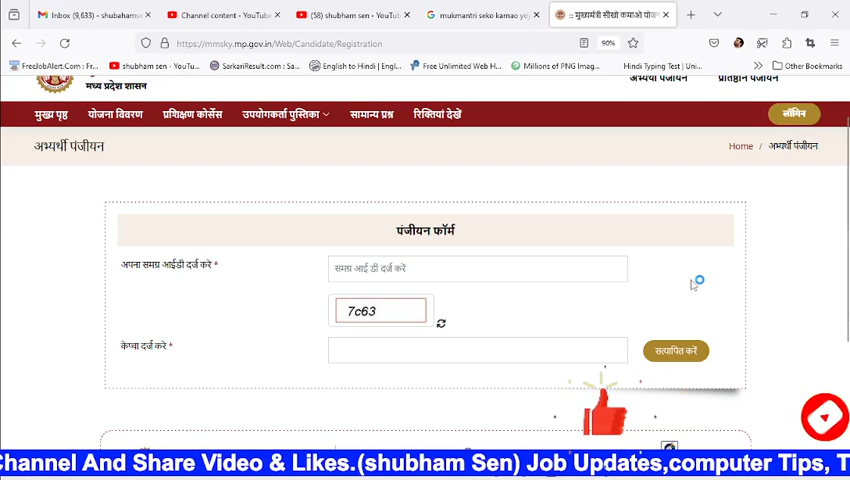 Inbox (9,633) - shubahamse
Channel content - YouTube
(58) shubham sen - YouTube
mukmantri seko kamao yoj
:: मुख्यमंत्री सीखो कमाओ योज
https://mmsky.mp.gov.in/Web/Candidate/Registration
90%
FreeJobAlert.Com : Free...
shubham sen - YouTu...
SarkariResult.com : Sa...
English to Hindi | Engl...
Free Unlimited Web H...
Millions of PNG Imag...
Hindi Typing Test | Uni...
Other Bookmarks
मध्य प्रदेश शासन
अभ्यर्थी पंजीयन
प्रतिष्ठान पंजीयन
मुख्य पृष्ठ
योजना विवरण
प्रशिक्षण कोर्सेस
उपयोगकर्ता पुस्तिका
सामान्य प्रश्न
रिक्तियां देखें
लॉगिन
अभ्यर्थी पंजीयन
Home / अभ्यर्थी पंजीयन
पंजीयन फॉर्म
अपना समग्र आईडी दर्ज करे *
समग्र आई डी दर्ज करें
7c63
केप्चा दर्ज करे *
सत्यापित करें
Channel And Share Video & Likes.(shubham Sen) Job Updates,computer Tips, T